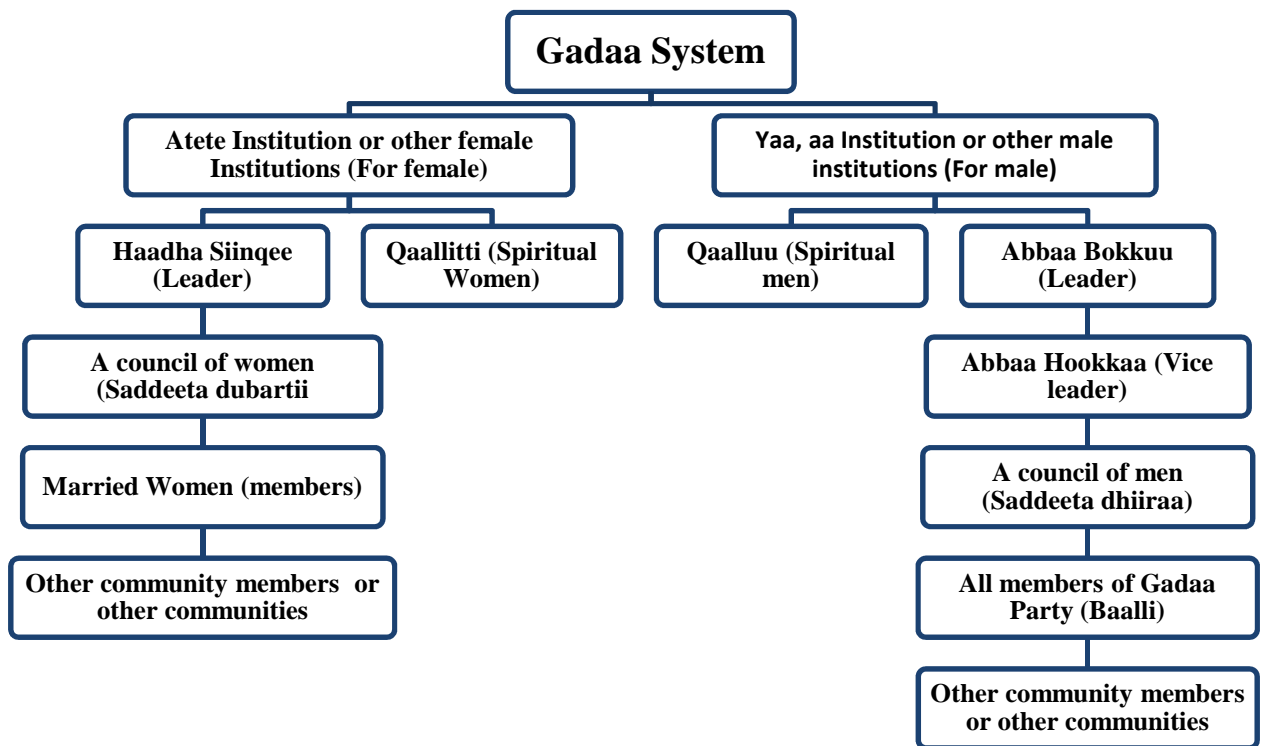 Gadaa System
Atete Institution or other female
Institutions (For female)
Yaa, aa Institution or other male
institutions (For male)
Haadha Siinqee
(Leader)
Qaallitti (Spiritual
Women)
Qaalluu (Spiritual
men)
Abbaa Bokkuu
(Leader)
A council of women
(Saddeeta dubartii
Abbaa Hookkaa (Vice
leader)
Married Women (members)
A council of men
(Saddeeta dhiiraa)
Other community members or
other communities
All members of Gadaa
Party (Baalli)
Other community members
or other communities